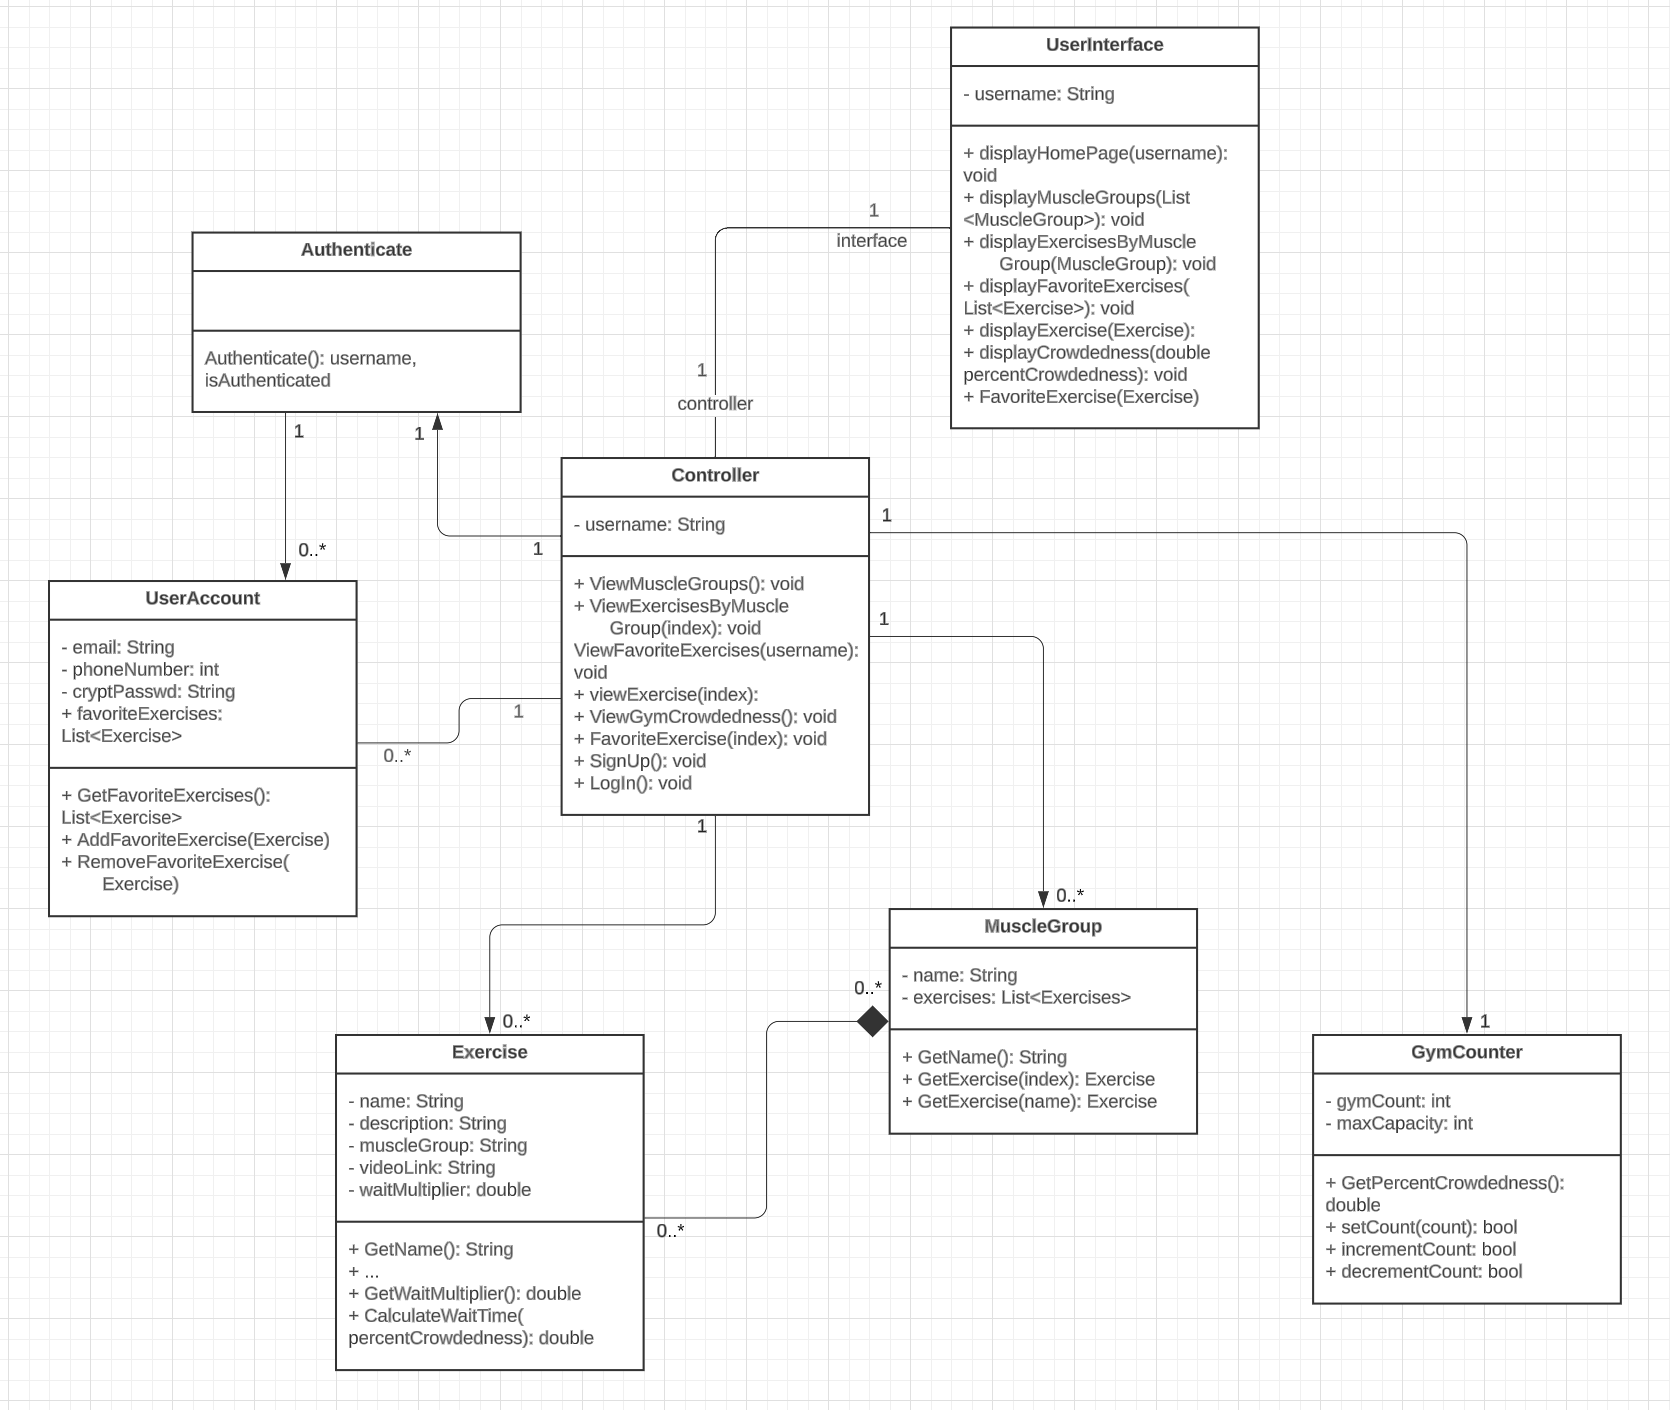 UserInterface
- username: String
+ displayHomePage(username):
void
+ displayMuscleGroups(List
<MuscleGroup>): void
+ displayExercisesByMuscle
Group(MuscleGroup): void
+ displayFavoriteExercises(
List<Exercise>): void
+ displayExercise(Exercise):
+ displayCrowdedness(double
percentCrowdedness): void
+ FavoriteExercise(Exercise)
1
interface
1
controller
Authenticate
Authenticate(): username,
isAuthenticated
1
0..*
1
1
Controller
- username: String
+ ViewMuscleGroups(): void
+ ViewExercisesByMuscle
Group(index): void
ViewFavoriteExercises(username):
void
+ viewExercise(index):
+ ViewGymCrowdedness(): void
+ FavoriteExercise(index): void
+ SignUp(): void
+ LogIn(): void
1
1
1
0..*
1
UserAccount
- email: String
- phoneNumber: int
- cryptPasswd: String
+ favoriteExercises:
List<Exercise>
+ GetFavoriteExercises():
List<Exercise>
+ AddFavoriteExercise(Exercise)
+ RemoveFavoriteExercise(
Exercise)
0..*
MuscleGroup
- name: String
- exercises: List<Exercises>
+ GetName(): String
+ GetExercise(index): Exercise
+ GetExercise(name): Exercise
0..*
0..*
0..*
Exercise
- name: String
- description: String
- muscleGroup: String
- videoLink: String
- waitMultiplier: double
+ GetName(): String
+ ...
+ GetWaitMultiplier(): double
+ CalculateWaitTime(
percentCrowdedness): double
1
GymCounter
- gymCount: int
- maxCapacity: int
+ GetPercentCrowdedness():
double
+ setCount(count): bool
+ incrementCount: bool
+ decrementCount: bool